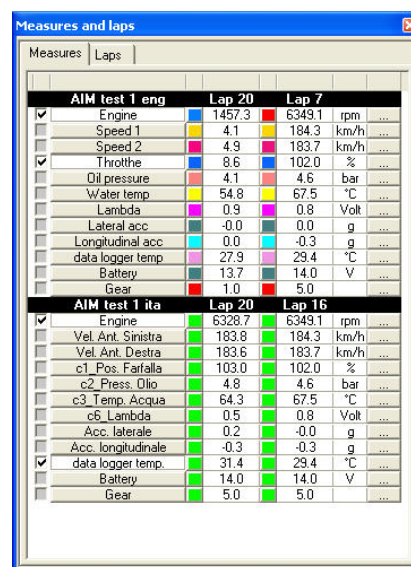 Measures and laps
Measures Laps
AIM test 1 eng Lap 20 Lap 7
Engine 1457.3 6349.1 rpm ...
Speed 1 4.1 184.3 km/h ...
Speed 2 4.9 183.7 km/h ...
Throtthe 8.6 102.0 % ...
Oil pressure 4.1 4.6 bar ...
Water temp 54.8 67.5 °C ...
Lambda 0.9 0.8 Volt ...
Lateral acc -0.0 0.0 g ...
Longitudinal acc 0.0 -0.3 g ...
data logger temp 27.9 29.4 °C ...
Battery 13.7 14.0 V ...
Gear 1.0 5.0 ...
AIM test 1 ita Lap 20 Lap 16
Engine 6328.7 6349.1 rpm ...
Vel. Ant. Sinistra 183.8 184.3 km/h ...
Vel. Ant. Destra 183.6 183.7 km/h ...
c1_Pos. Farfalla 103.0 102.0 % ...
c2_Press. Olio 4.8 4.6 bar ...
c3_Temp. Acqua 64.3 67.5 °C ...
c6_Lambda 0.5 0.8 Volt ...
Acc. laterale 0.2 -0.0 g ...
Acc. longitudinale -0.3 -0.3 g ...
data logger temp. 31.4 29.4 °C ...
Battery 14.0 14.0 V ...
Gear 5.0 5.0 ...